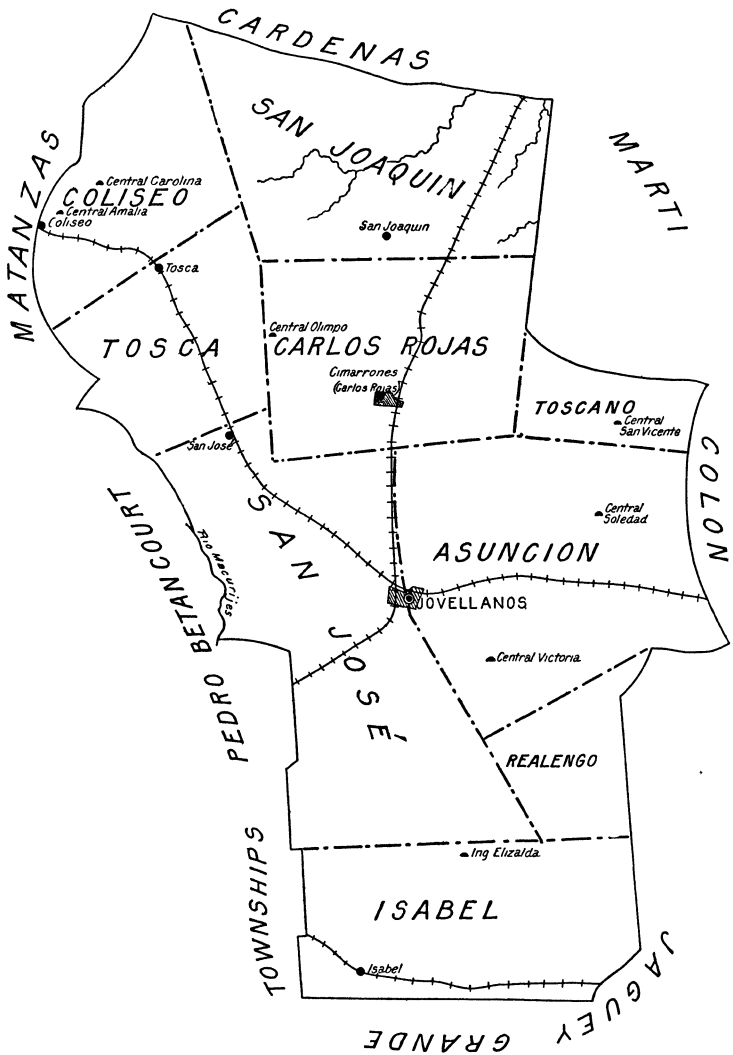 CARDENAS
SAN JOAQUIN
MARTI
MATANZAS
Central Carolina
COLISEO
Central Amalia
Coliseo
San Joaquin
Tosca
Central Olimpo
TOSCA
CARLOS ROJAS
Cimarrones
(Carlos Rojas)
TOSCANO
Central
San Vicente
San José
COLON
Central
Soledad
PEDRO BETANCOURT
Rio Macurijes
SAN JOSÉ
ASUNCION
JOVELLANOS
Central Victoria
REALENGO
Ing Elizalda
TOWNSHIPS
ISABEL
Isabel
JAGUEY GRANDE